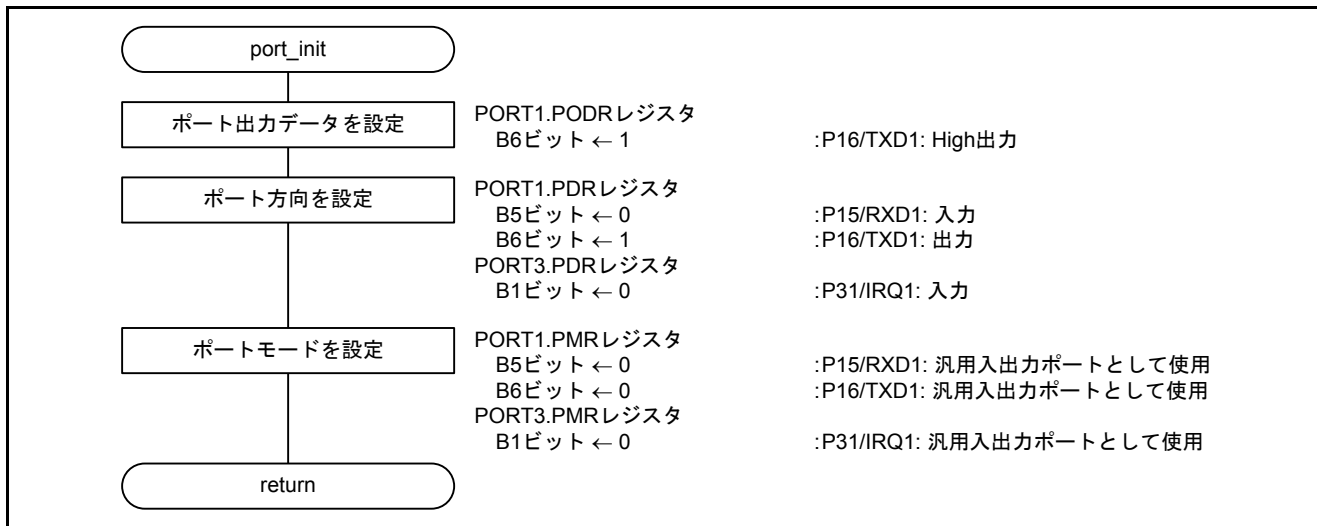 port_init
ポート出力データを設定
PORT1.PODRレジスタ
B6ビット ← 1 :P16/TXD1: High出力
ポート方向を設定
PORT1.PDRレジスタ
B5ビット ← 0 :P15/RXD1: 入力
B6ビット ← 1 :P16/TXD1: 出力
PORT3.PDRレジスタ
B1ビット ← 0 :P31/IRQ1: 入力
ポートモードを設定
PORT1.PMRレジスタ
B5ビット ← 0 :P15/RXD1: 汎用入出力ポートとして使用
B6ビット ← 0 :P16/TXD1: 汎用入出力ポートとして使用
PORT3.PMRレジスタ
B1ビット ← 0 :P31/IRQ1: 汎用入出力ポートとして使用
return